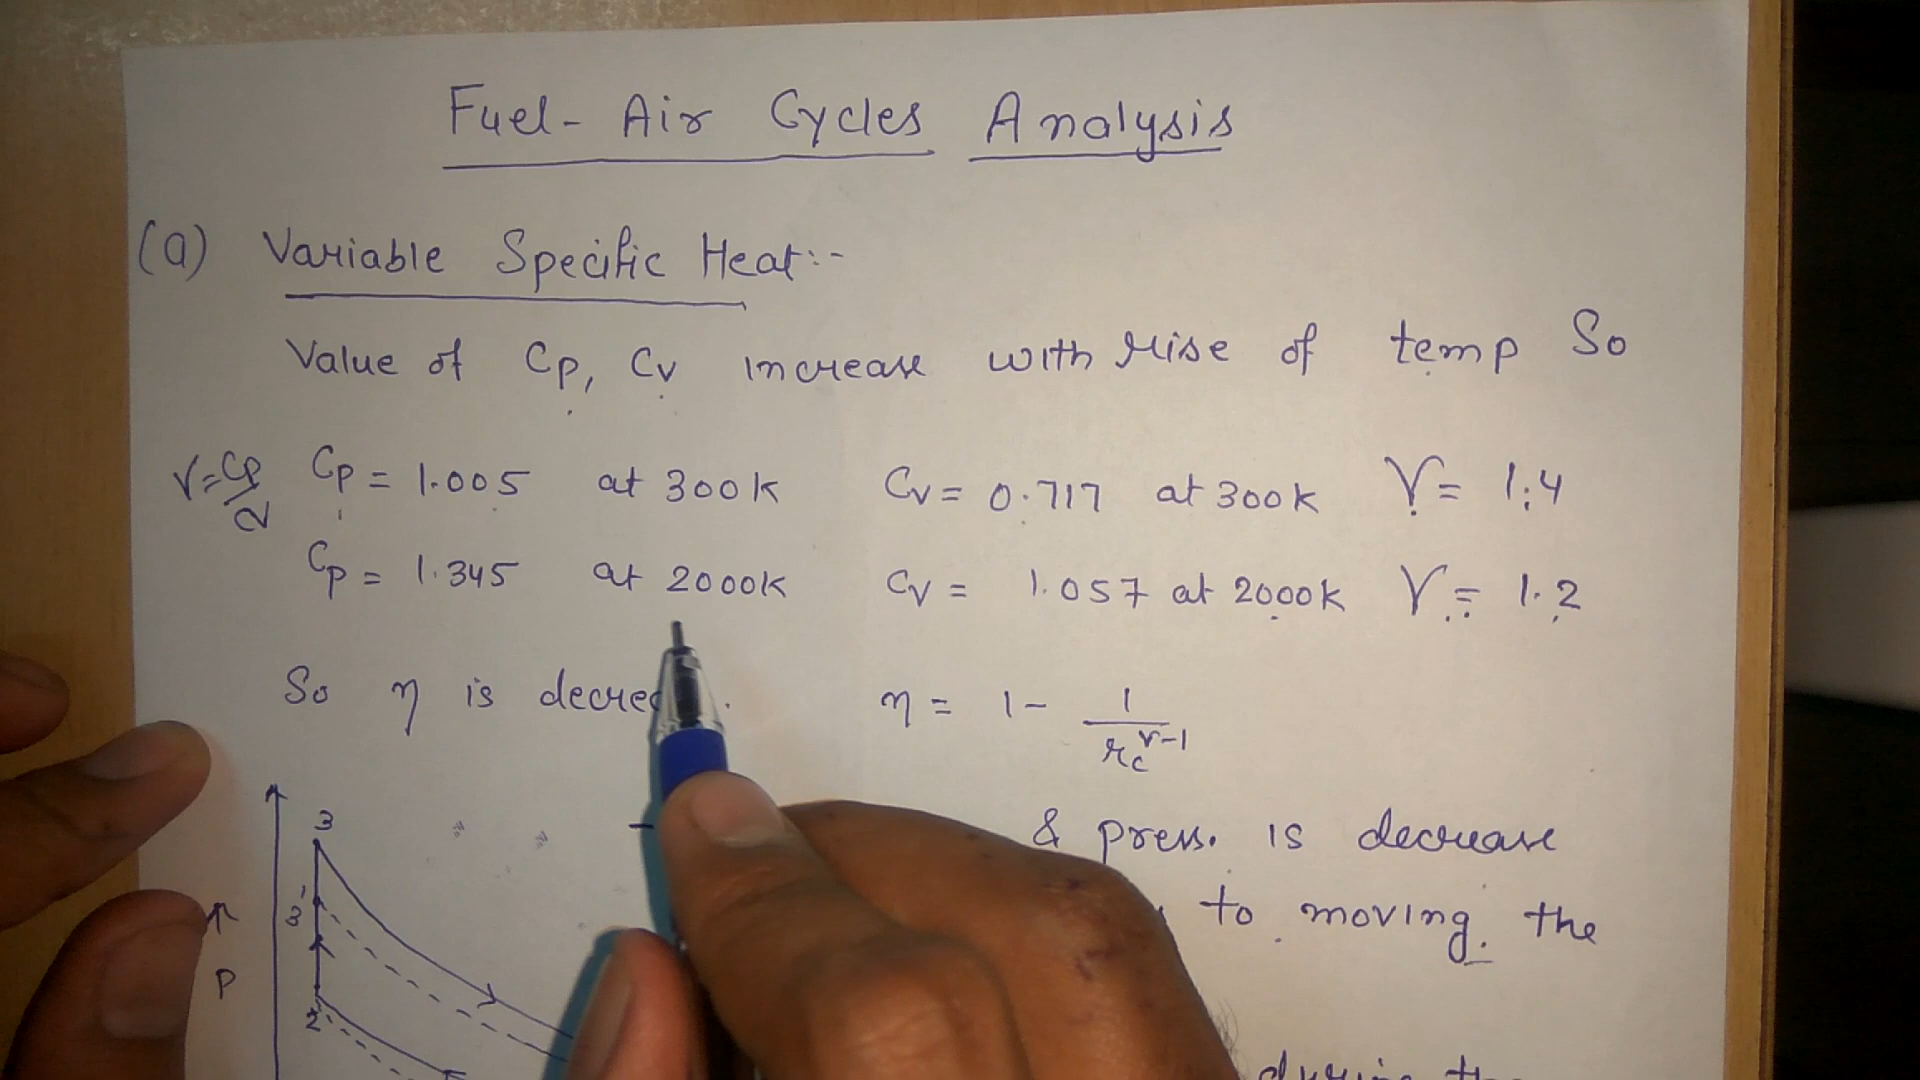 Fuel-Air Cycles Analysis
(a) Variable Specific Heat:-
Value of Cp, Cv increase with rise of temp So
γ=Cp/ Cp = 1.005 at 300K Cv = 0.717 at 300K γ = 1.4
Cp = 1.345 at 2000K Cv = 1.057 at 2000K γ = 1.2
So η is η = 1 - 1/rc^γ-1
3
& press. is decrease
3'
to moving the
P
2